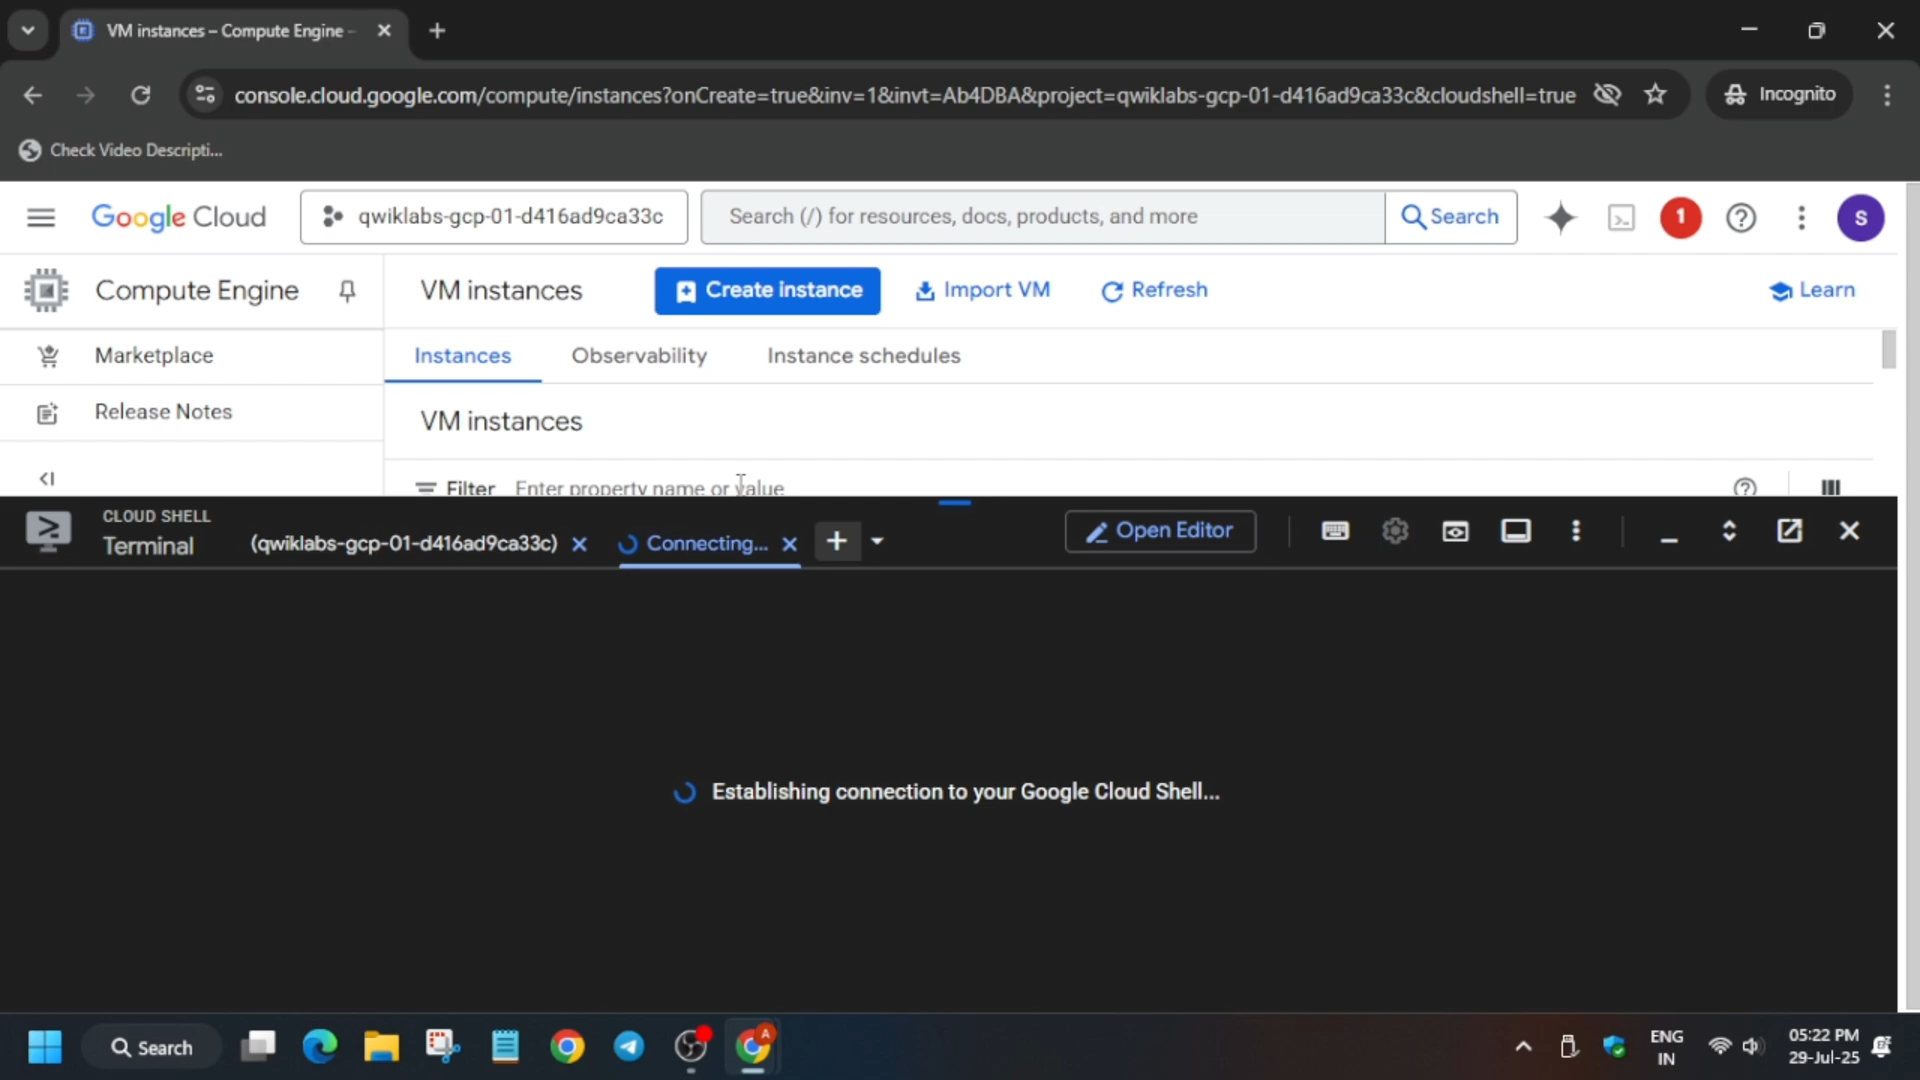 VM instances – Compute Engine –
console.cloud.google.com/compute/instances?onCreate=true&inv=1&invt=Ab4DBA&project=qwiklabs-gcp-01-d416ad9ca33c&cloudshell=true
Incognito
Check Video Descripti...
Google Cloud
qwiklabs-gcp-01-d416ad9ca33c
Search (/) for resources, docs, products, and more
Search
1
S
Compute Engine
VM instances
Create instance
Import VM
Refresh
Learn
Marketplace
Instances
Observability
Instance schedules
Release Notes
VM instances
Filter
Enter property name or value
CLOUD SHELL
Terminal
(qwiklabs-gcp-01-d416ad9ca33c)
Connecting...
Open Editor
Establishing connection to your Google Cloud Shell...
Search
A
ENG
IN
05:22 PM
29-Jul-25